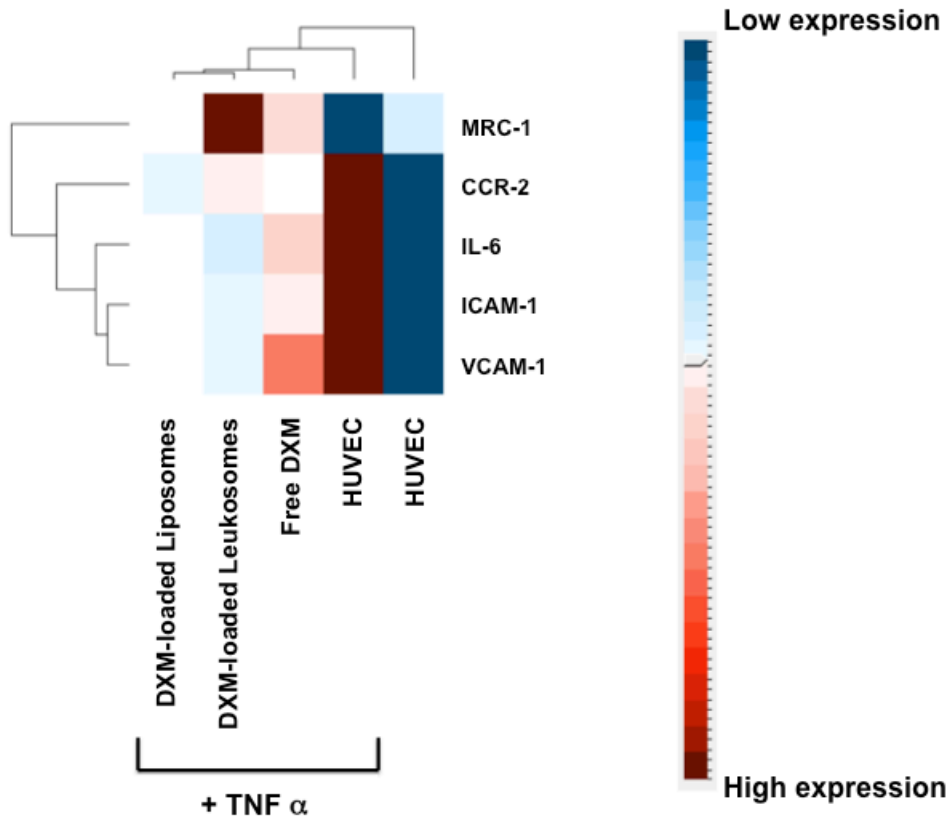 Low expression
MRC-1
CCR-2
IL-6
ICAM-1
VCAM-1
DXM-loaded Liposomes
DXM-loaded Leukosomes
Free DXM
HUVEC
HUVEC
+ TNF α
High expression